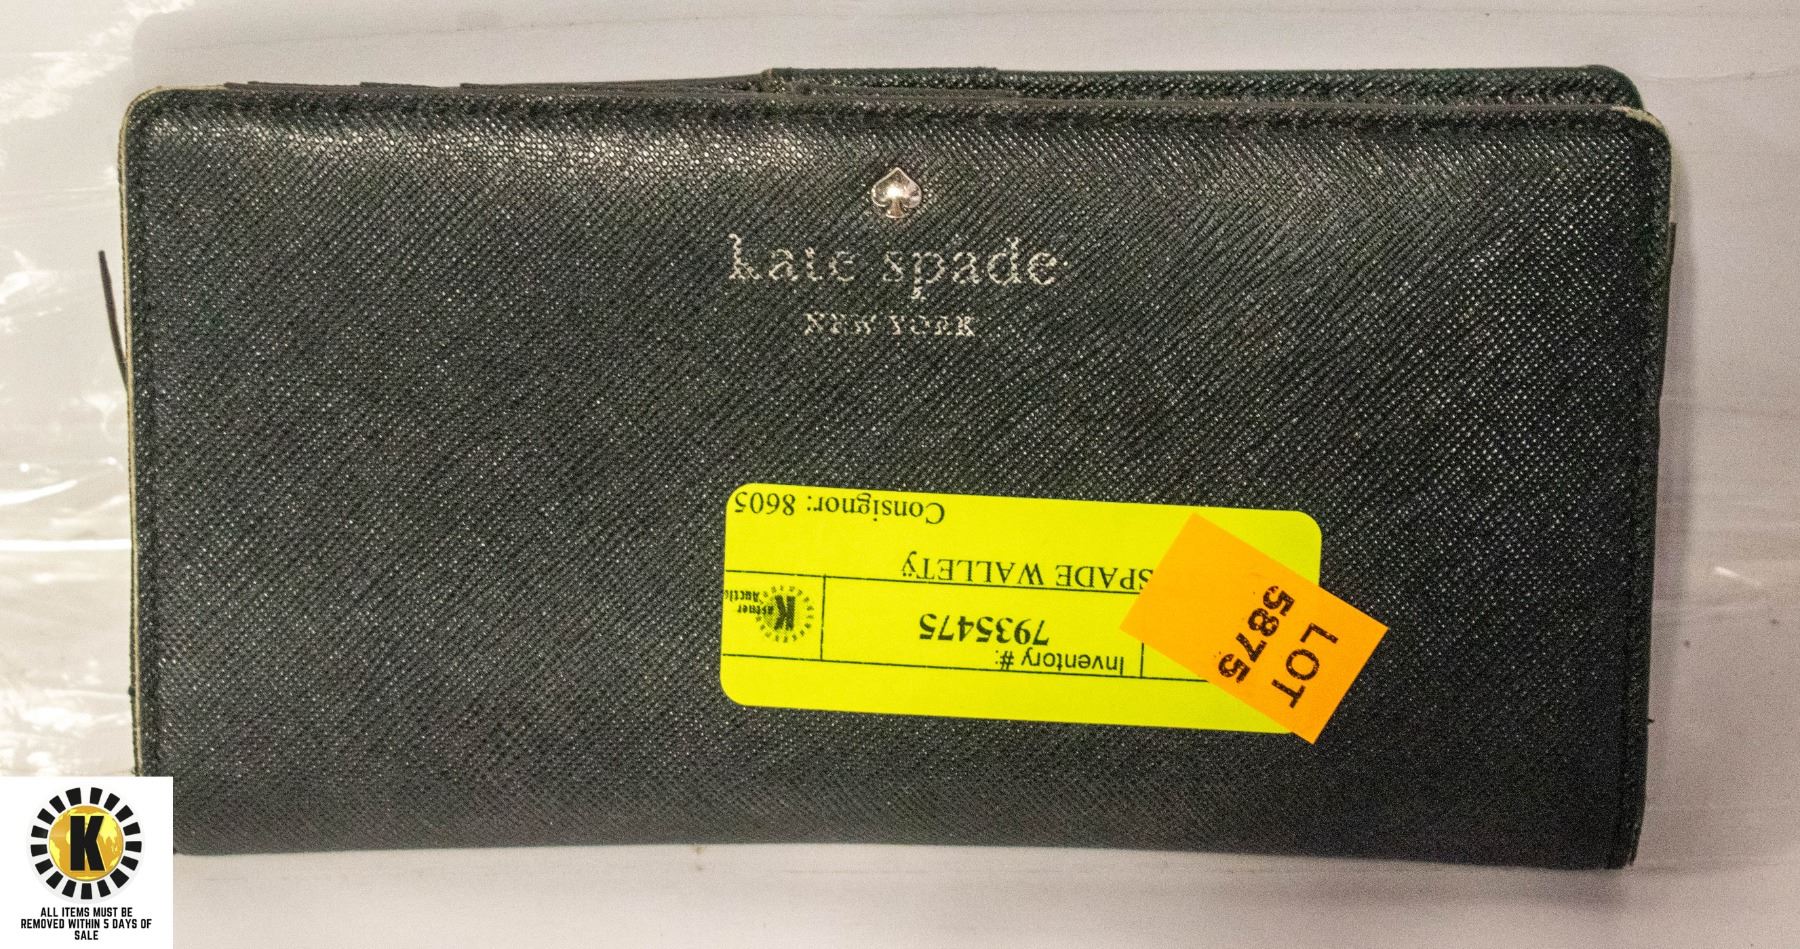 kate spade
NEW YORK
Consignor: 8605
SPADE WALLETÿ
7935475
Inventory #:
K
LOT
5875
K
ALL ITEMS MUST BE
REMOVED WITHIN 5 DAYS OF
SALE